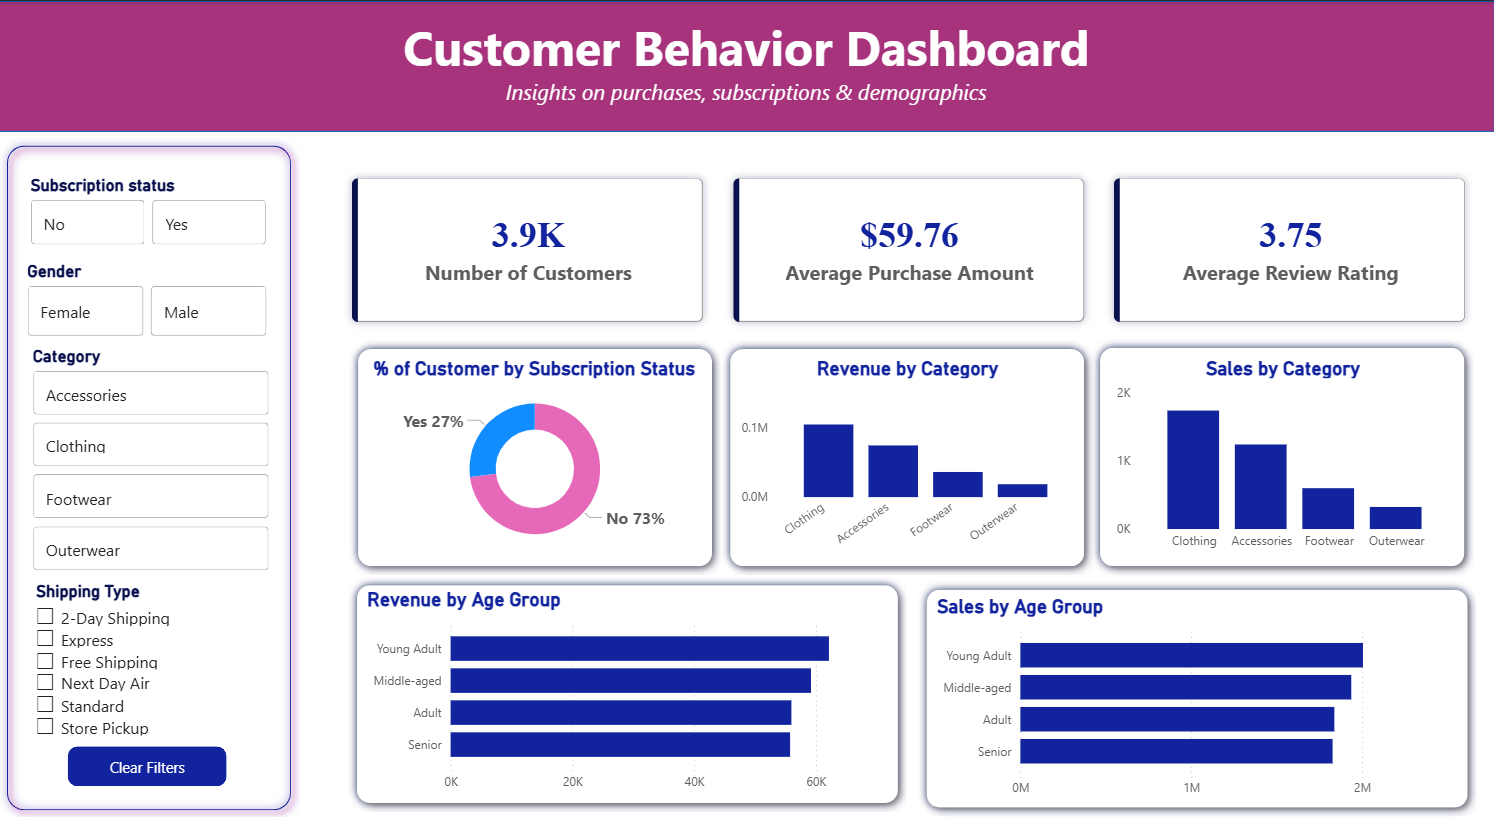 Customer Behavior Dashboard
Insights on purchases, subscriptions & demographics
Subscription status
No
Yes
Gender
Female
Male
Category
Accessories
Clothing
Footwear
Outerwear
Shipping Type
2-Day Shipping
Express
Free Shipping
Next Day Air
Standard
Store Pickup
Clear Filters
3.9K
Number of Customers
$59.76
Average Purchase Amount
3.75
Average Review Rating
% of Customer by Subscription Status
Yes 27%
No 73%
Revenue by Category
0.1M
0.0M
Clothing
Accessories
Footwear
Outerwear
Sales by Category
2K
1K
0K
Clothing
Accessories
Footwear
Outerwear
Revenue by Age Group
Young Adult
Middle-aged
Adult
Senior
0K
20K
40K
60K
Sales by Age Group
Young Adult
Middle-aged
Adult
Senior
0M
1M
2M